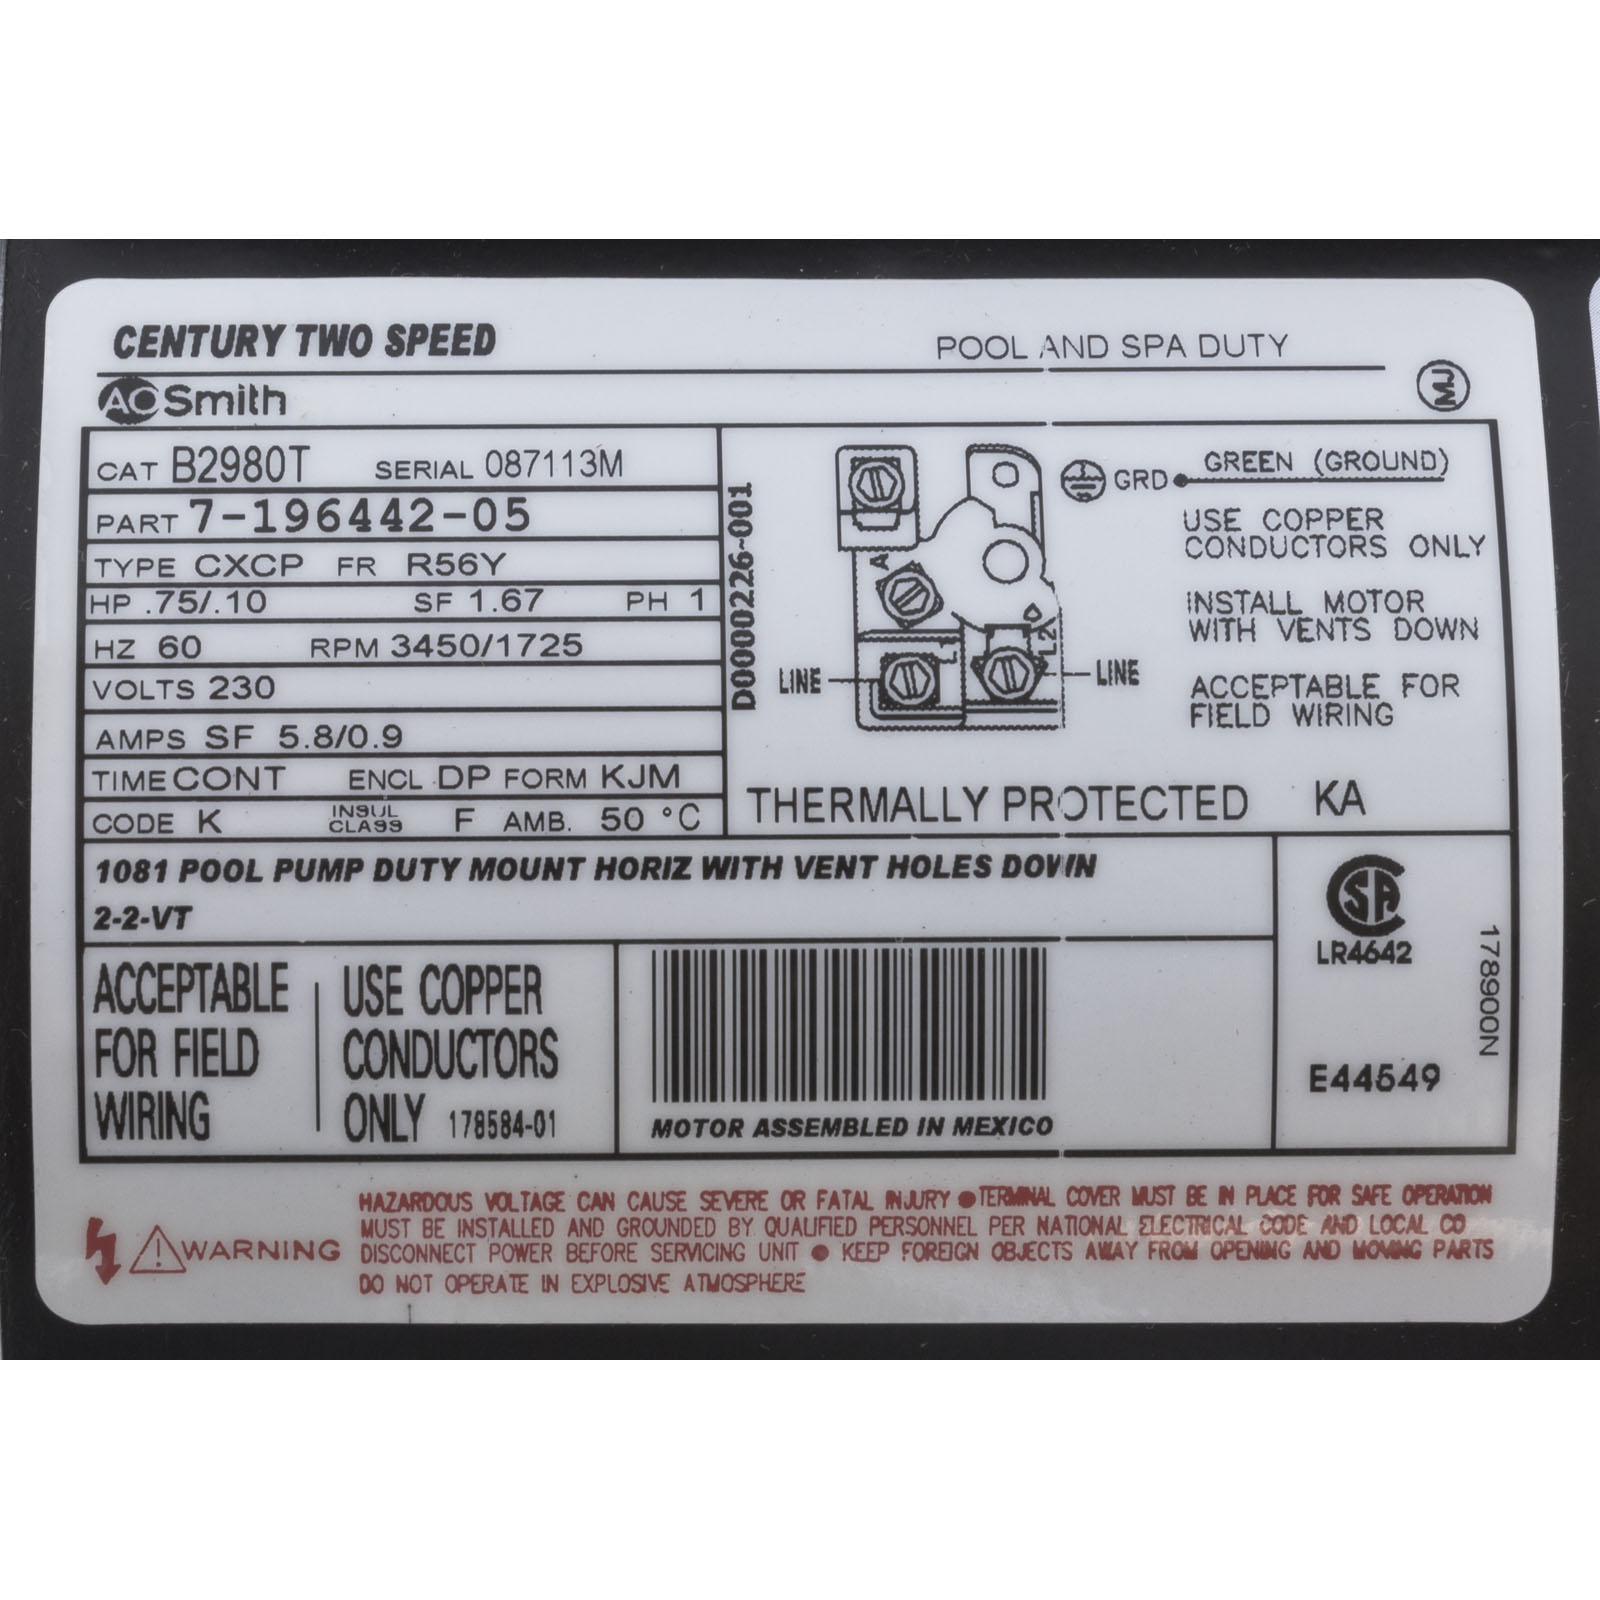 CENTURY TWO SPEED
POOL AND SPA DUTY
AO Smith
MJ
CAT B2980T SERIAL 087113M
PART 7-196442-05
TYPE CXCP FR R56Y
HP .75/.10 SF 1.67 PH 1
HZ 60 RPM 3450/1725
VOLTS 230
AMPS SF 5.8/0.9
TIME CONT ENCL DP FORM KJM
CODE K INSUL CLASS F AMB. 50 °C
D0000226-001
A
L1
L2
LINE
LINE
GRD GREEN (GROUND)
USE COPPER
CONDUCTORS ONLY
INSTALL MOTOR
WITH VENTS DOWN
ACCEPTABLE FOR
FIELD WIRING
THERMALLY PROTECTED KA
1081 POOL PUMP DUTY MOUNT HORIZ WITH VENT HOLES DOWN
2-2-VT
ACCEPTABLE
FOR FIELD
WIRING
USE COPPER
CONDUCTORS
ONLY 178584-01
MOTOR ASSEMBLED IN MEXICO
SA
LR4642
E44549
178900N
WARNING
HAZARDOUS VOLTAGE CAN CAUSE SEVERE OR FATAL INJURY ● TERMINAL COVER MUST BE IN PLACE FOR SAFE OPERATION
MUST BE INSTALLED AND GROUNDED BY QUALIFIED PERSONNEL PER NATIONAL ELECTRICAL CODE AND LOCAL CO
DISCONNECT POWER BEFORE SERVICING UNIT ● KEEP FOREIGN OBJECTS AWAY FROM OPENING AND MOVING PARTS
DO NOT OPERATE IN EXPLOSIVE ATMOSPHERE